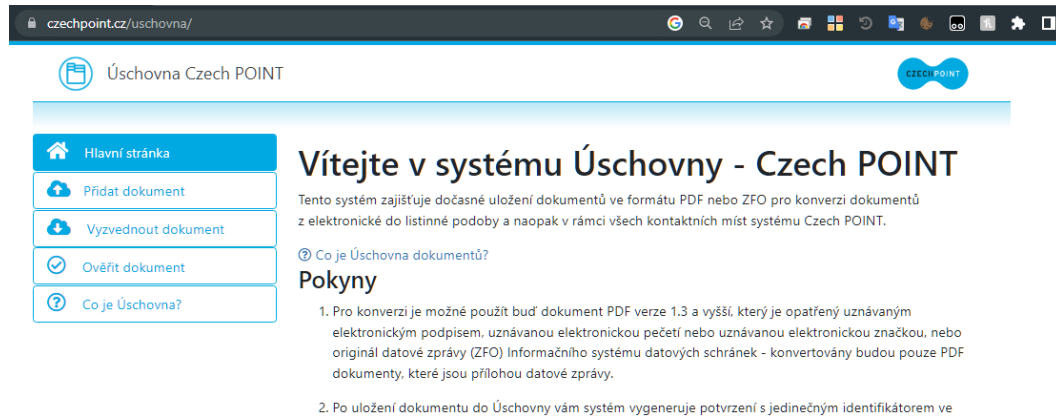 czechpoint.cz/uschovna/
Úschovna Czech POINT
CZECH POINT
Hlavní stránka
Přidat dokument
Vyzvednout dokument
Ověřit dokument
Co je Úschovna?
Vítejte v systému Úschovny - Czech POINT
Tento systém zajišťuje dočasné uložení dokumentů ve formátu PDF nebo ZFO pro konverzi dokumentů
z elektronické do listinné podoby a naopak v rámci všech kontaktních míst systému Czech POINT.
Co je Úschovna dokumentů?
Pokyny
1. Pro konverzi je možné použít buď dokument PDF verze 1.3 a vyšší, který je opatřený uznávaným
elektronickým podpisem, uznávanou elektronickou pečetí nebo uznávanou elektronickou značkou, nebo
originál datové zprávy (ZFO) Informačního systému datových schránek - konvertovány budou pouze PDF
dokumenty, které jsou přílohou datové zprávy.
2. Po uložení dokumentu do Úschovny vám systém vygeneruje potvrzení s jedinečným identifikátorem ve